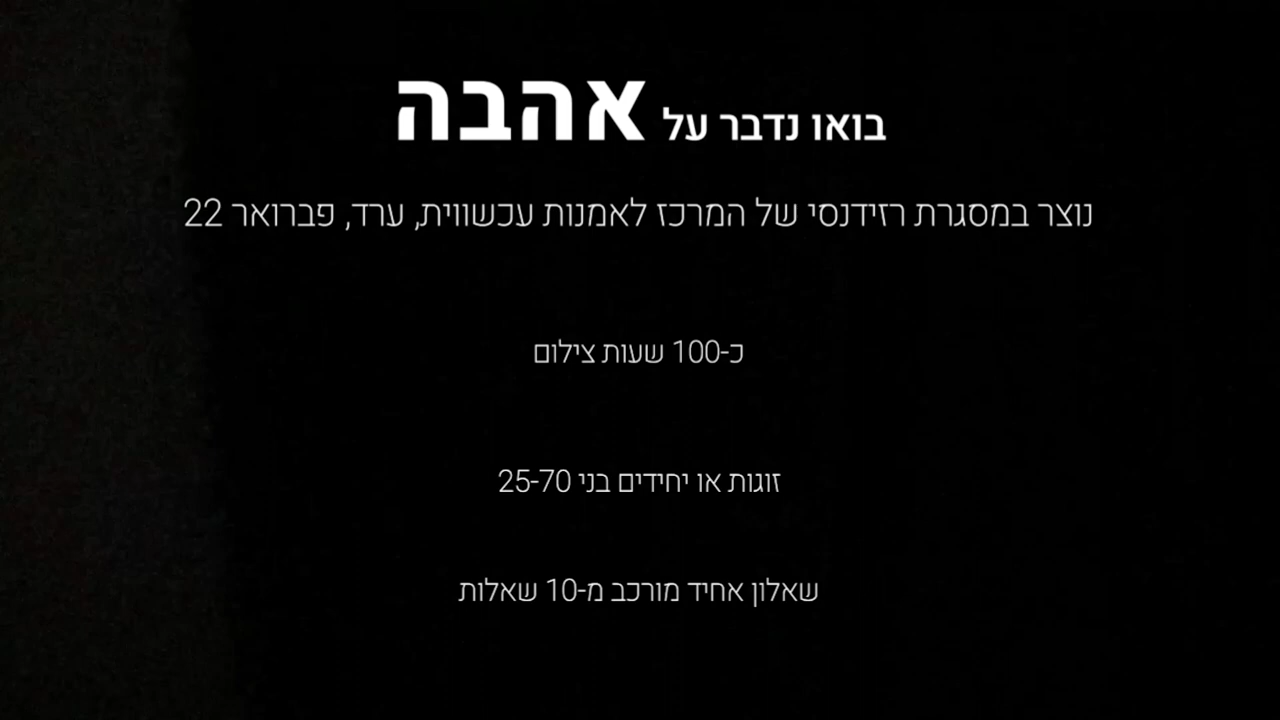 בואו נדבר על אהבה
נוצר במסגרת רזידנסי של המרכז לאמנות עכשווית, ערד, פברואר 22
כ-100 שעות צילום
זוגות או יחידים בני 25-70
שאלון אחיד מורכב מ-10 שאלות